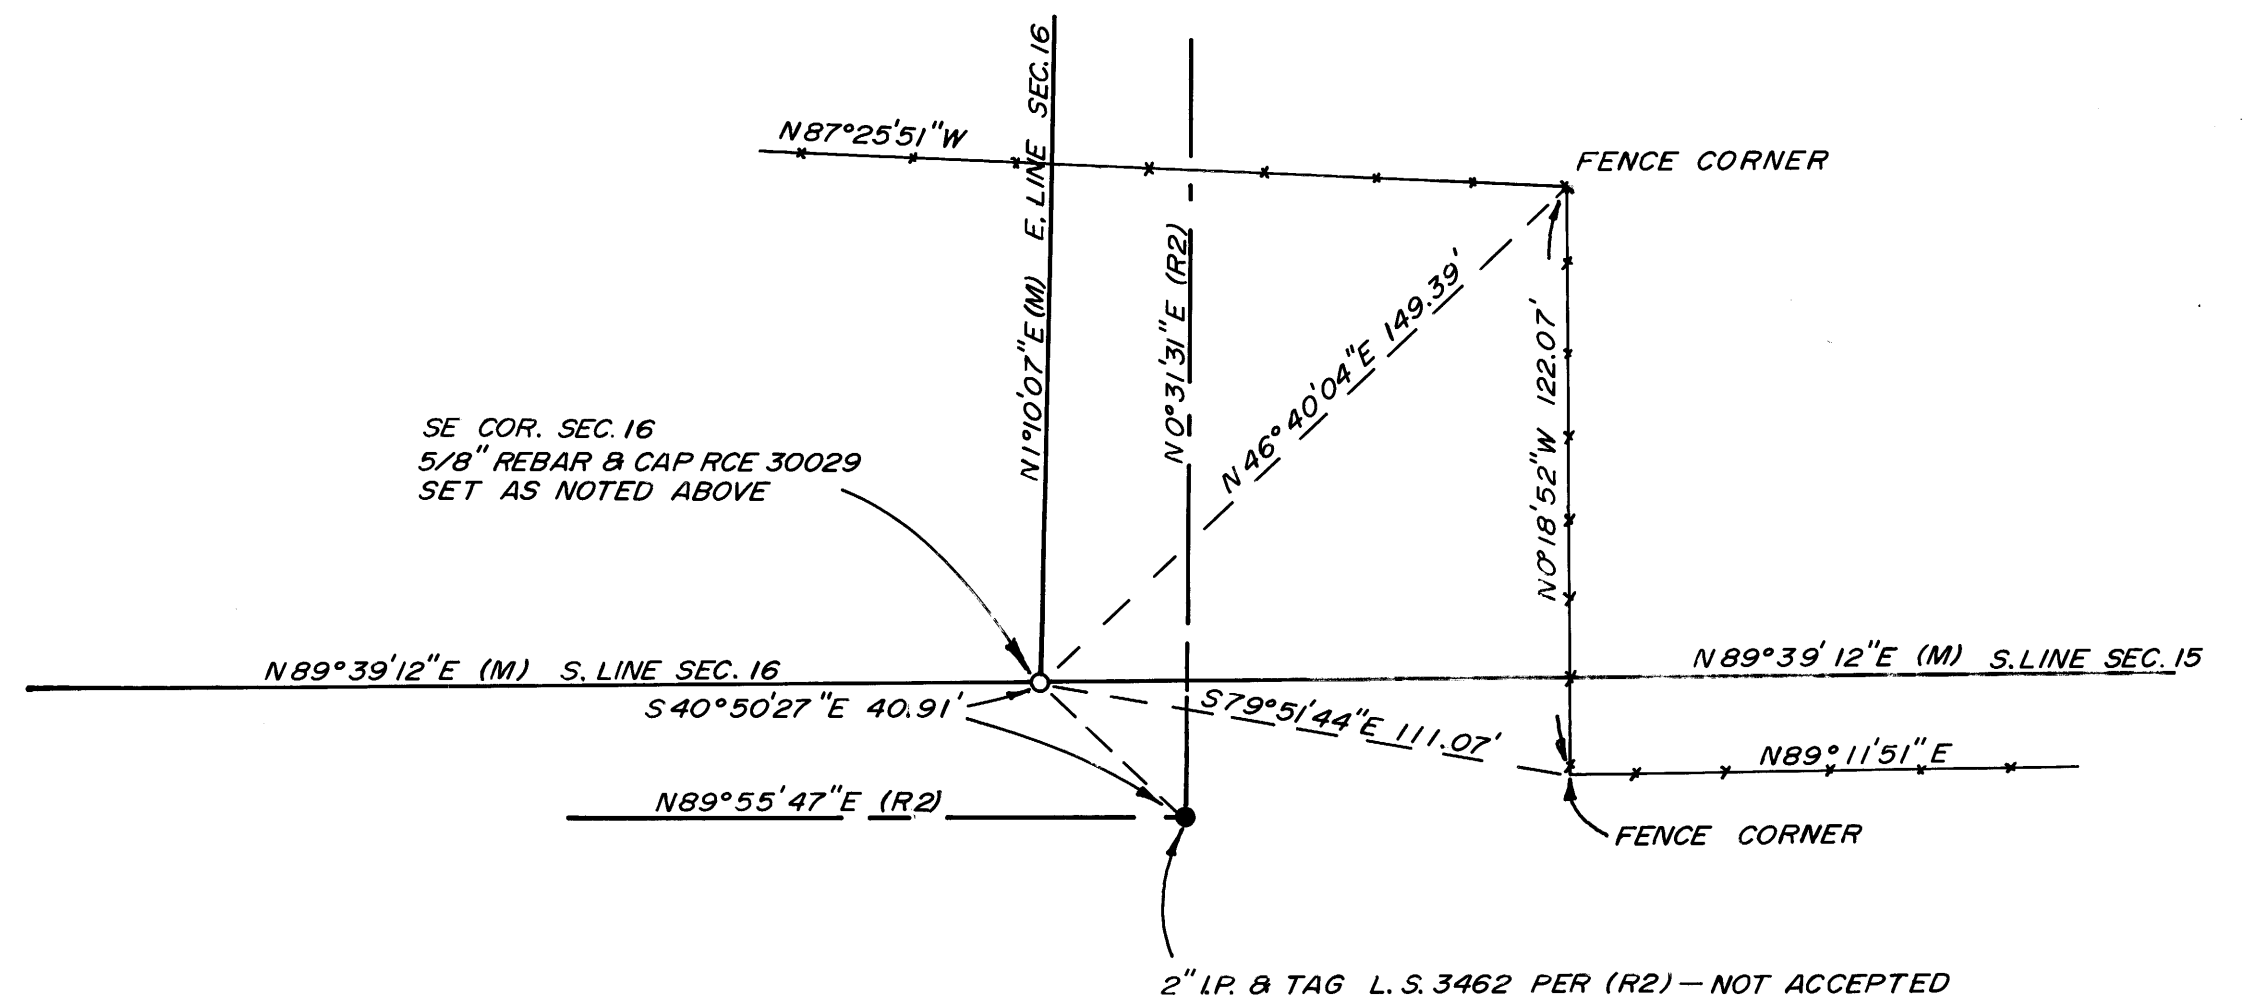 N87°25'51"W
FENCE CORNER
E. LINE SEC. 16
N1°10'07"E (M)
N0°31'31"E (R2)
N46°40'04"E 149.39'
N0°18'52"W 122.07'
SE COR. SEC. 16
5/8" REBAR & CAP RCE 30029
SET AS NOTED ABOVE
N89°39'12"E (M) S. LINE SEC. 16
N89°39'12"E (M) S. LINE SEC. 15
S40°50'27"E 40.91'
S79°51'44"E 111.07'
N89°11'51"E
N89°55'47"E (R2)
FENCE CORNER
2" I.P. & TAG L.S. 3462 PER (R2) — NOT ACCEPTED